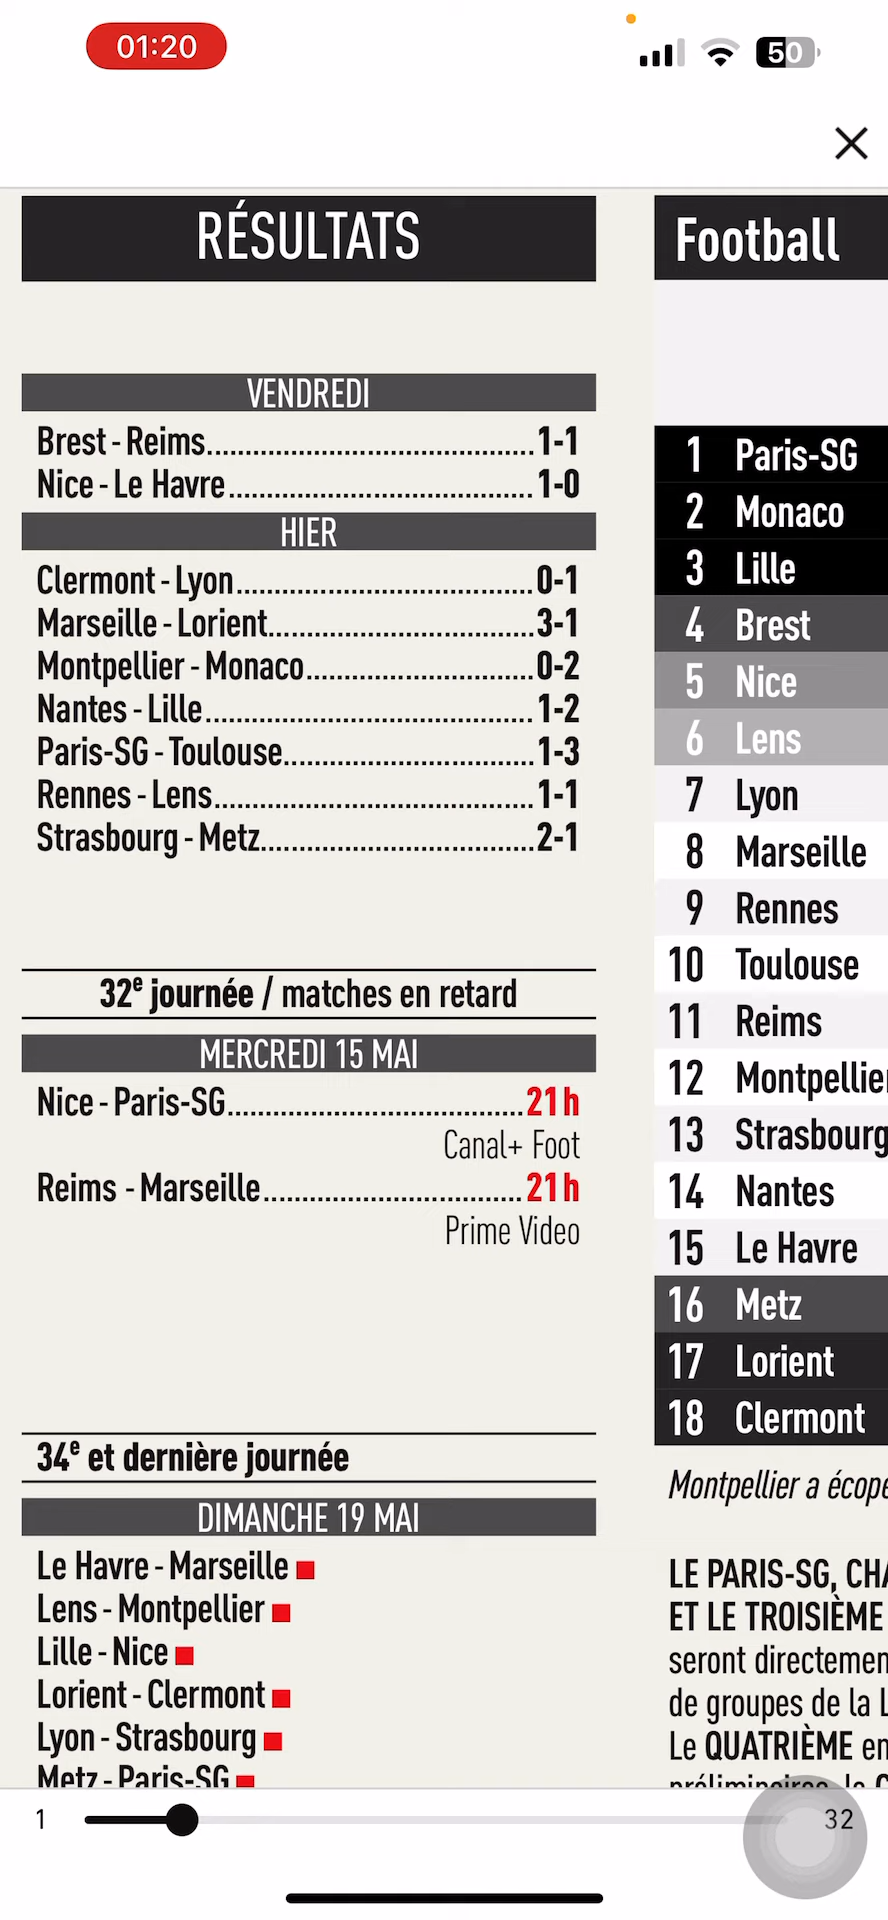 01:20
50
RÉSULTATS
VENDREDI
Brest - Reims 1-1
Nice - Le Havre 1-0
HIER
Clermont - Lyon 0-1
Marseille - Lorient 3-1
Montpellier - Monaco 0-2
Nantes - Lille 1-2
Paris-SG - Toulouse 1-3
Rennes - Lens 1-1
Strasbourg - Metz 2-1
32e journée / matches en retard
MERCREDI 15 MAI
Nice - Paris-SG 21h
Canal+ Foot
Reims - Marseille 21h
Prime Video
34e et dernière journée
DIMANCHE 19 MAI
Le Havre - Marseille
Lens - Montpellier
Lille - Nice
Lorient - Clermont
Lyon - Strasbourg
Metz - Paris-SG
Football
1 Paris-SG
2 Monaco
3 Lille
4 Brest
5 Nice
6 Lens
7 Lyon
8 Marseille
9 Rennes
10 Toulouse
11 Reims
12 Montpellier
13 Strasbourg
14 Nantes
15 Le Havre
16 Metz
17 Lorient
18 Clermont
Montpellier a écopé
LE PARIS-SG, CHA
ET LE TROISIÈME
seront directemen
de groupes de la L
Le QUATRIÈME en
1
32